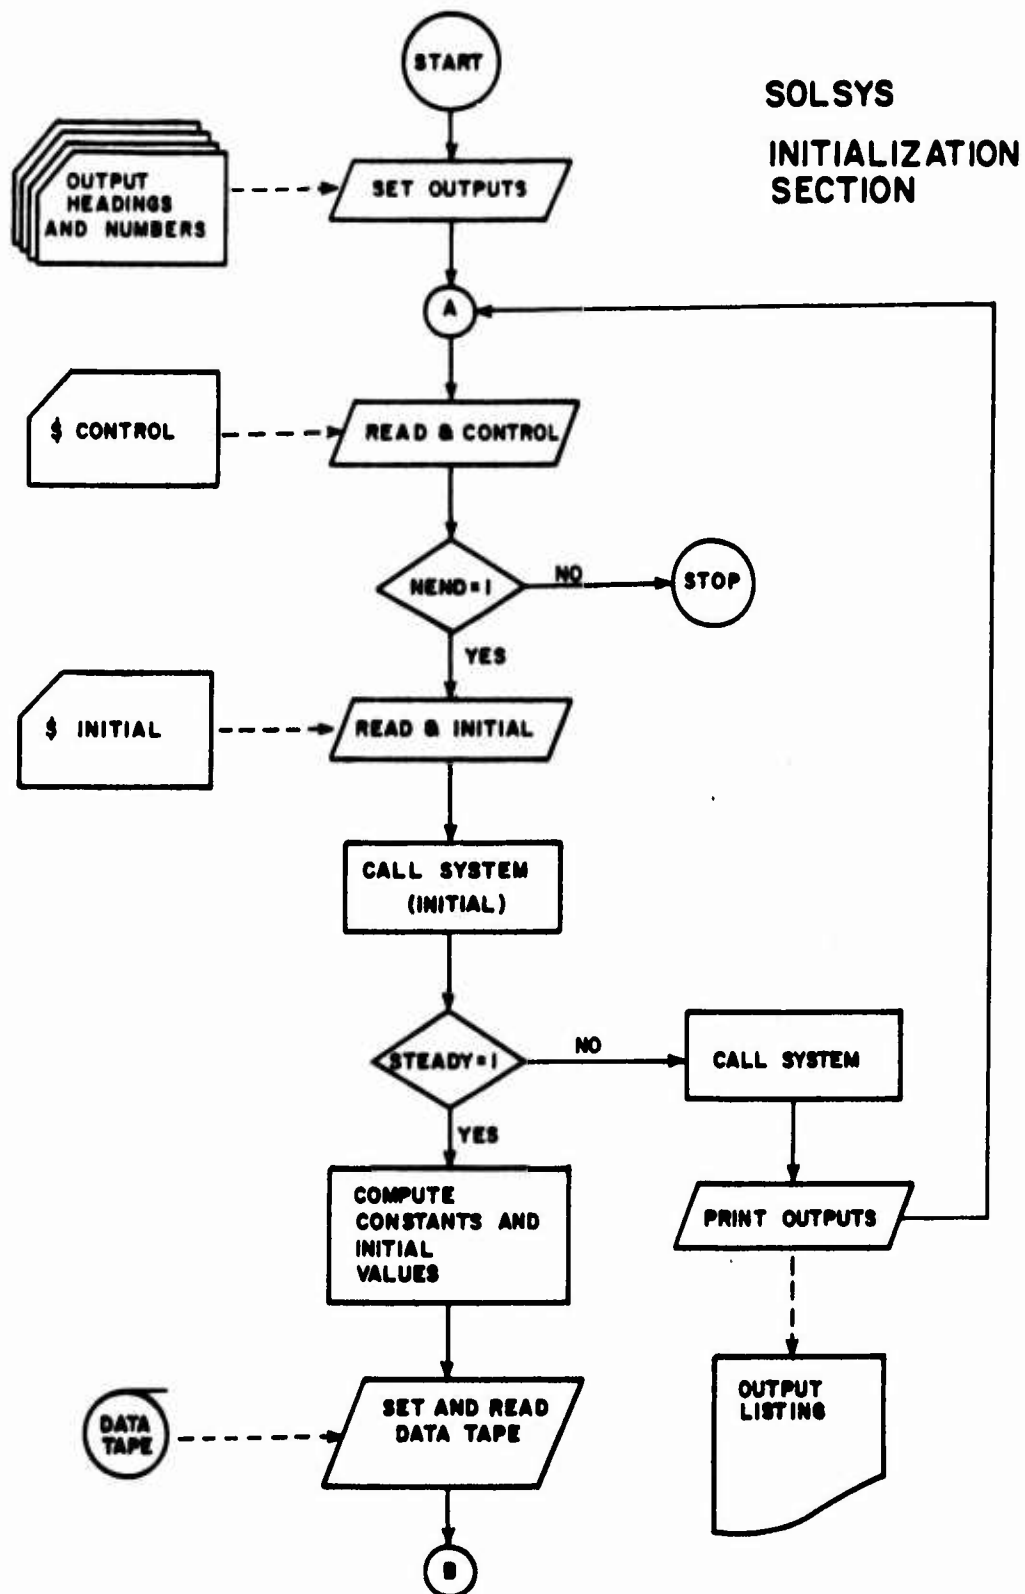 START
SOLSYS
INITIALIZATION
SECTION
OUTPUT
HEADINGS
AND NUMBERS
SET OUTPUTS
A
$ CONTROL
READ & CONTROL
NEND=1
NO
STOP
YES
$ INITIAL
READ & INITIAL
CALL SYSTEM
(INITIAL)
STEADY=1
NO
CALL SYSTEM
YES
COMPUTE
CONSTANTS AND
INITIAL
VALUES
PRINT OUTPUTS
SET AND READ
DATA TAPE
DATA
TAPE
OUTPUT
LISTING
B